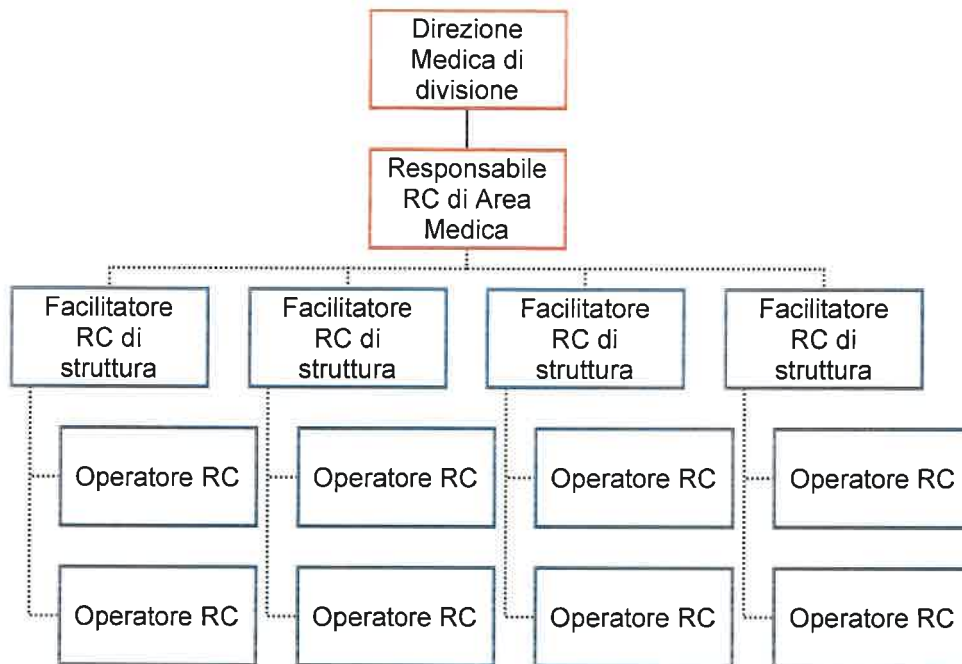 Direzione
Medica di
divisione
Responsabile
RC di Area
Medica
Facilitatore
RC di
struttura
Facilitatore
RC di
struttura
Facilitatore
RC di
struttura
Facilitatore
RC di
struttura
Operatore RC
Operatore RC
Operatore RC
Operatore RC
Operatore RC
Operatore RC
Operatore RC
Operatore RC